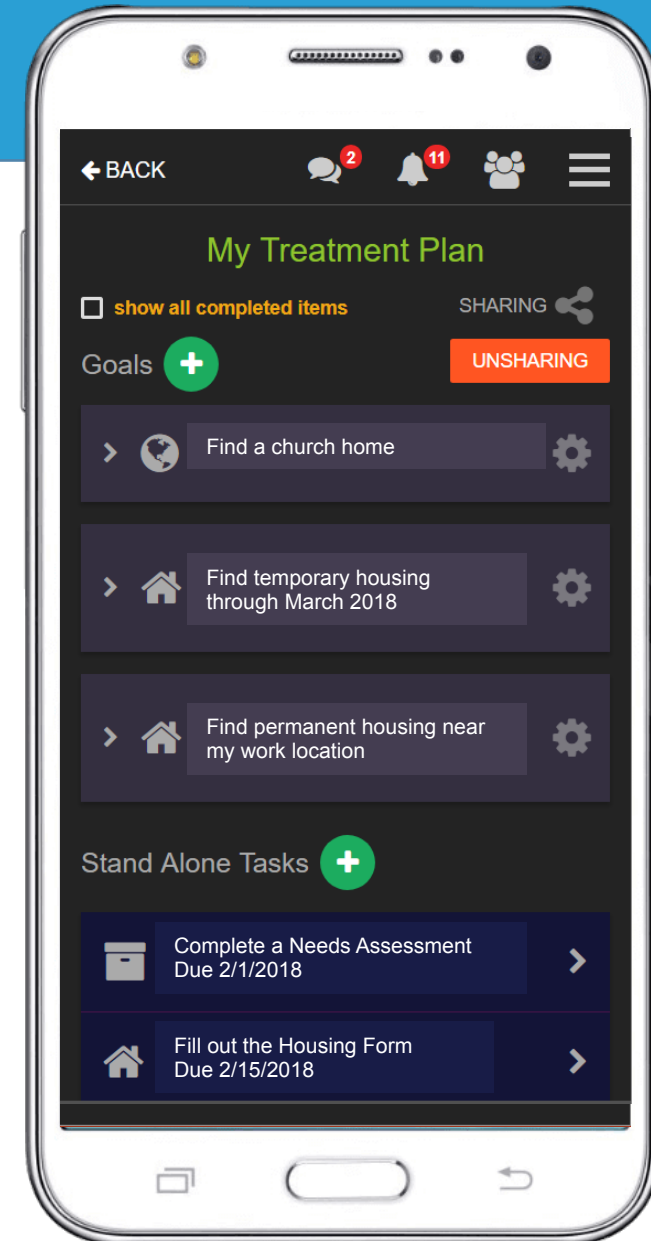 BACK
2
11
My Treatment Plan
show all completed items
SHARING
Goals
UNSHARING
Find a church home
Find temporary housing
through March 2018
Find permanent housing near
my work location
Stand Alone Tasks
Complete a Needs Assessment
Due 2/1/2018
Fill out the Housing Form
Due 2/15/2018